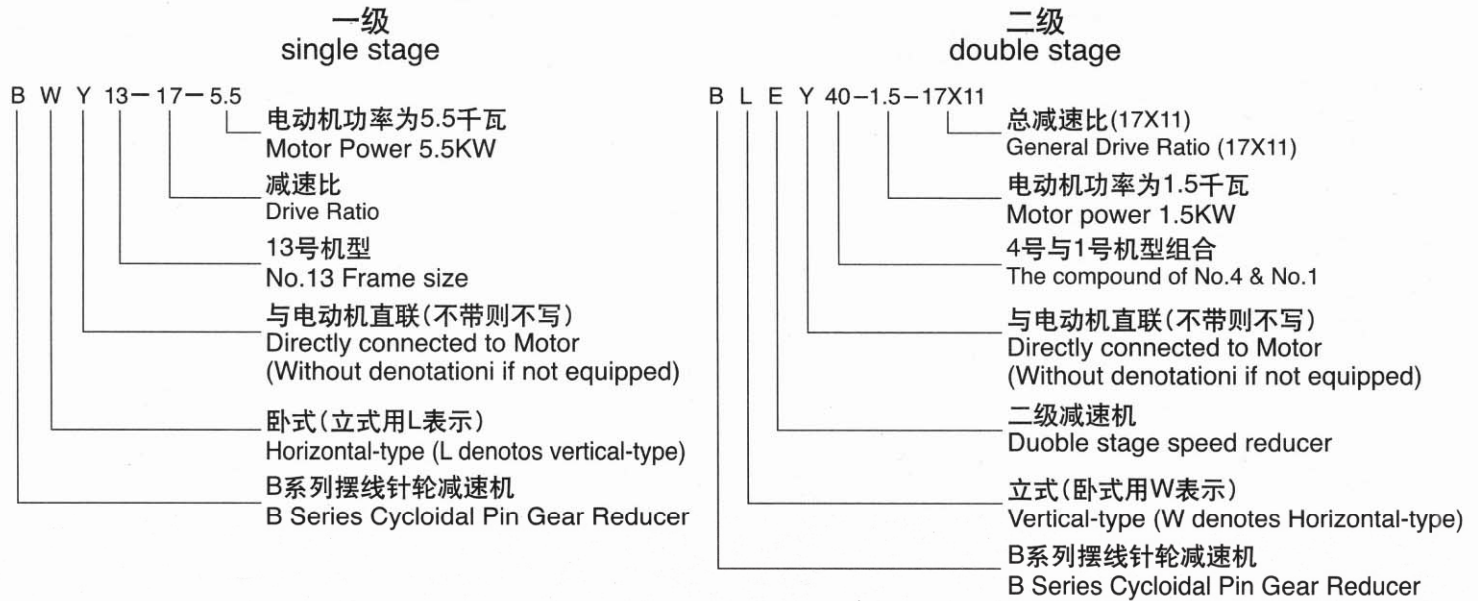 一级
single stage
B W Y 13－17－5.5
电动机功率为5.5千瓦
Motor Power 5.5KW
减速比
Drive Ratio
13号机型
No.13 Frame size
与电动机直联(不带则不写)
Directly connected to Motor
(Without denotationi if not equipped)
卧式(立式用L表示)
Horizontal-type (L denotos vertical-type)
B系列摆线针轮减速机
B Series Cycloidal Pin Gear Reducer
二级
double stage
B L E Y 40－1.5－17X11
总减速比(17X11)
General Drive Ratio (17X11)
电动机功率为1.5千瓦
Motor power 1.5KW
4号与1号机型组合
The compound of No.4 & No.1
与电动机直联(不带则不写)
Directly connected to Motor
(Without denotationi if not equipped)
二级减速机
Duoble stage speed reducer
立式(卧式用W表示)
Vertical-type (W denotes Horizontal-type)
B系列摆线针轮减速机
B Series Cycloidal Pin Gear Reducer